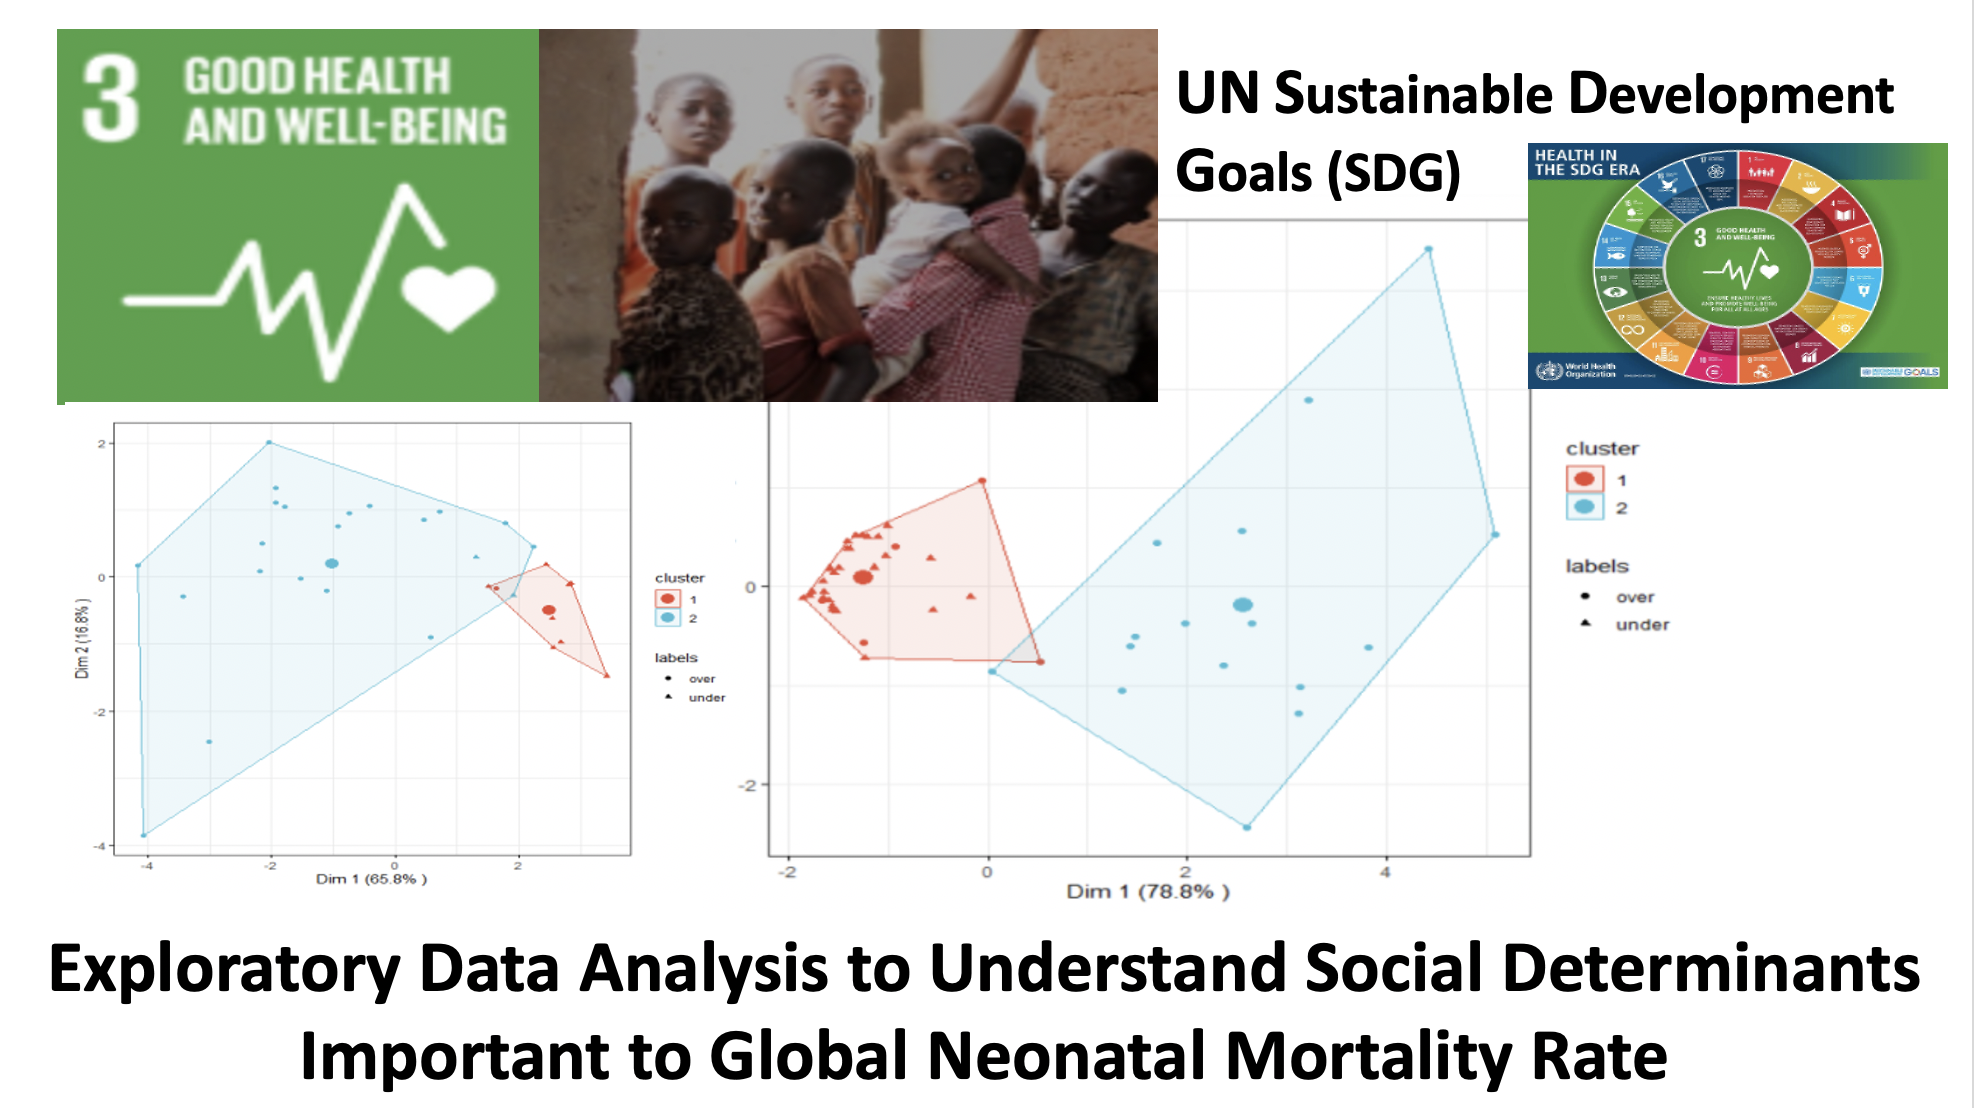 3
GOOD HEALTH
AND WELL-BEING
UN Sustainable Development
Goals (SDG)
HEALTH IN
THE SDG ERA
3
GOOD HEALTH
AND WELL-BEING
ENSURE HEALTHY LIVES
AND PROMOTE WELL-BEING
FOR ALL AT ALL AGES
World Health
Organization
GOALS
2
0
-2
-4
Dim 2 (16.8% )
-4
-2
0
2
Dim 1 (65.8% )
cluster
1
2
labels
over
under
0
-2
-2
0
2
4
Dim 1 (78.8% )
cluster
1
2
labels
over
under
Exploratory Data Analysis to Understand Social Determinants
Important to Global Neonatal Mortality Rate